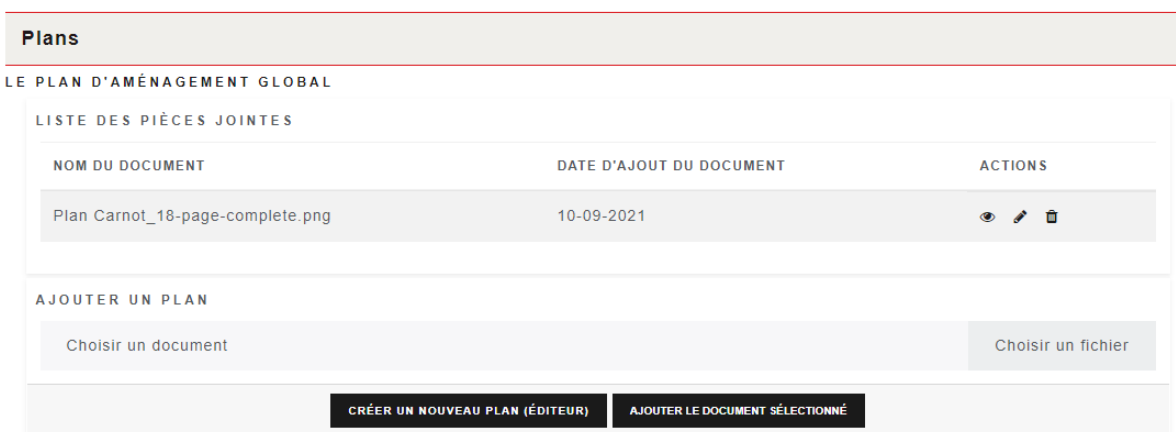 Plans
LE PLAN D'AMÉNAGEMENT GLOBAL
LISTE DES PIÈCES JOINTES
NOM DU DOCUMENT DATE D'AJOUT DU DOCUMENT ACTIONS
Plan Carnot_18-page-complete.png 10-09-2021
AJOUTER UN PLAN
Choisir un document Choisir un fichier
CRÉER UN NOUVEAU PLAN (ÉDITEUR) AJOUTER LE DOCUMENT SÉLECTIONNÉ